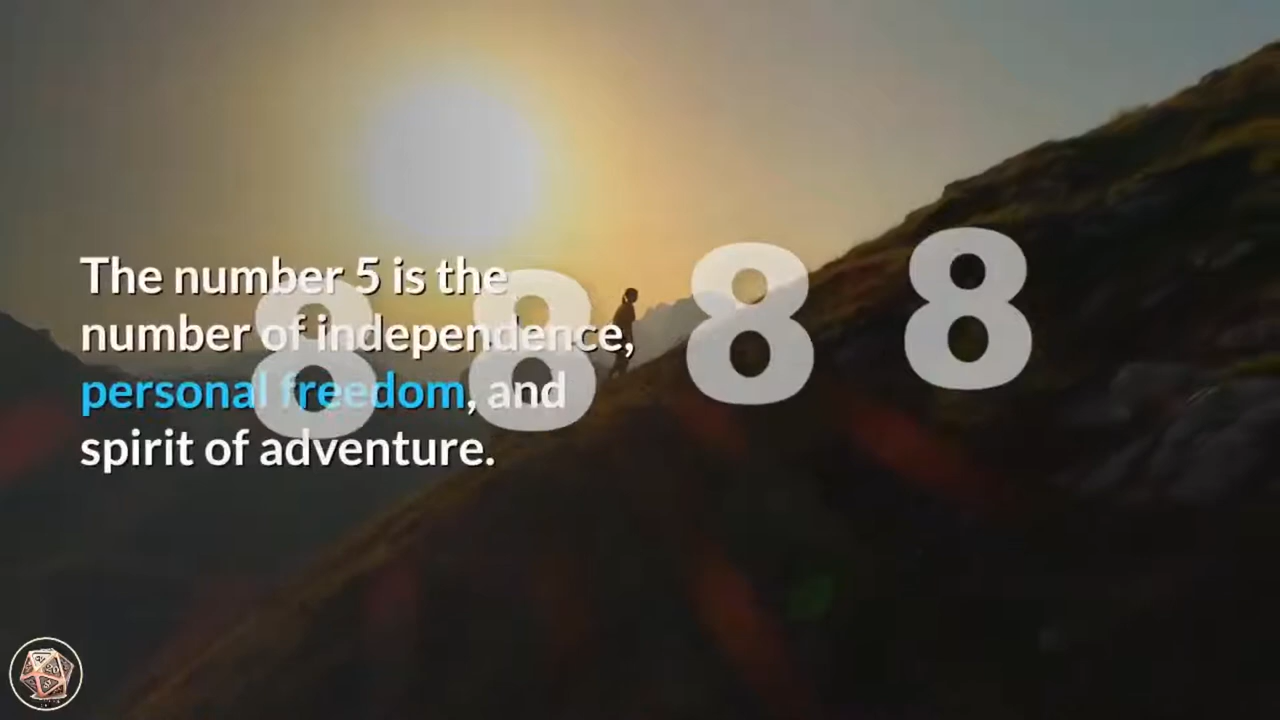 The number 5 is the
number of independence,
personal freedom, and
spirit of adventure.
8 8 8 8